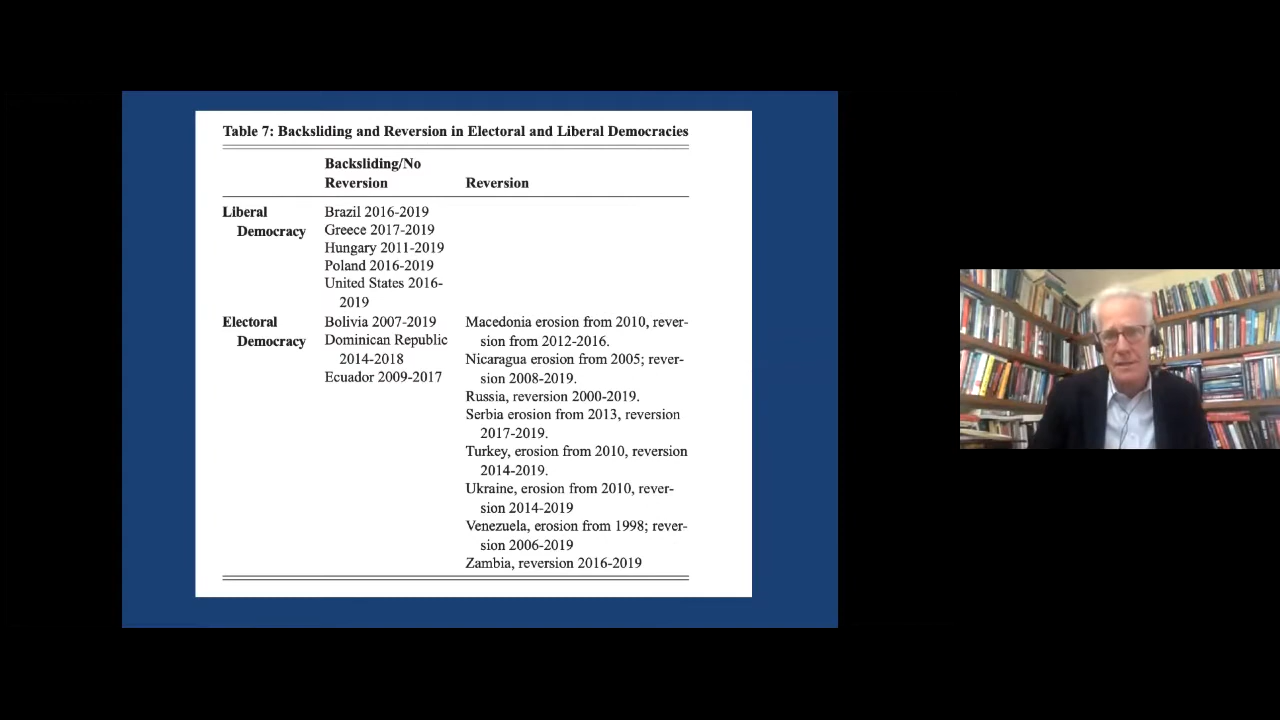 Table 7: Backsliding and Reversion in Electoral and Liberal Democracies
Backsliding/No
Reversion
Reversion
Liberal
Democracy
Brazil 2016-2019
Greece 2017-2019
Hungary 2011-2019
Poland 2016-2019
United States 2016-
2019
Electoral
Democracy
Bolivia 2007-2019
Dominican Republic
2014-2018
Ecuador 2009-2017
Macedonia erosion from 2010, rever-
sion from 2012-2016.
Nicaragua erosion from 2005; rever-
sion 2008-2019.
Russia, reversion 2000-2019.
Serbia erosion from 2013, reversion
2017-2019.
Turkey, erosion from 2010, reversion
2014-2019.
Ukraine, erosion from 2010, rever-
sion 2014-2019
Venezuela, erosion from 1998; rever-
sion 2006-2019
Zambia, reversion 2016-2019